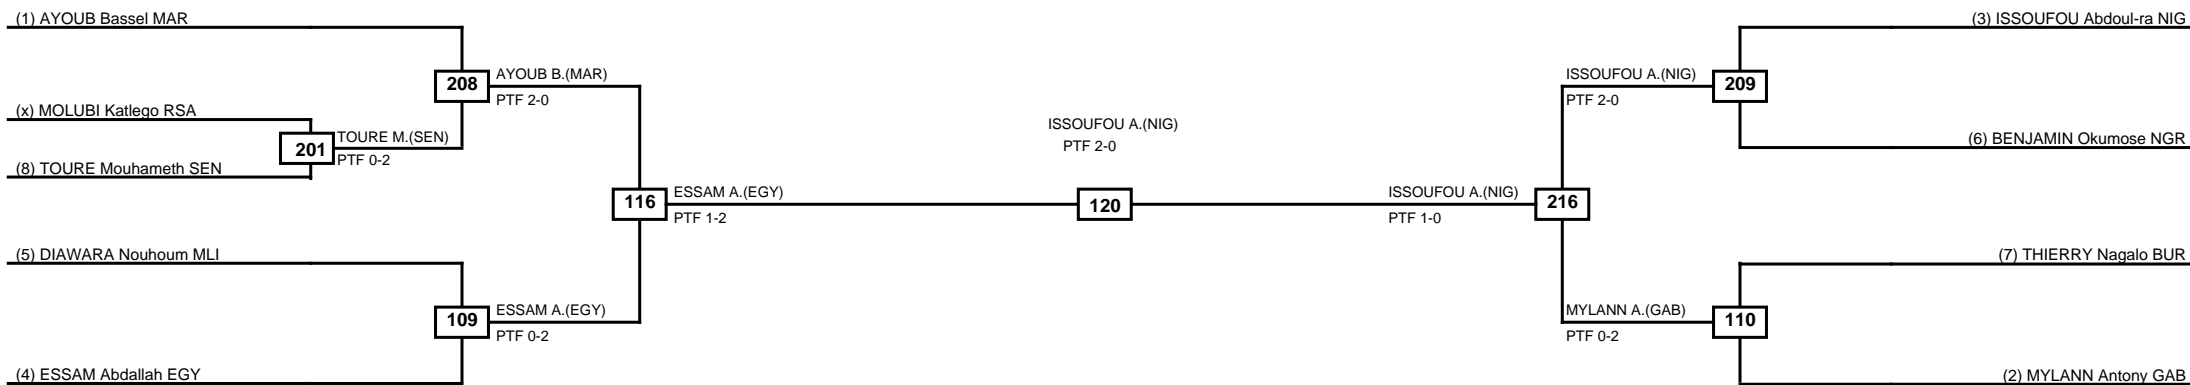 (1) AYOUB Bassel MAR
(3) ISSOUFOU Abdoul-ra NIG
208
AYOUB B.(MAR)
PTF 2-0
ISSOUFOU A.(NIG)
PTF 2-0
209
(x) MOLUBI Katlego RSA
201
TOURE M.(SEN)
PTF 0-2
(8) TOURE Mouhameth SEN
ISSOUFOU A.(NIG)
PTF 2-0
(6) BENJAMIN Okumose NGR
116
ESSAM A.(EGY)
PTF 1-2
120
ISSOUFOU A.(NIG)
PTF 1-0
216
(5) DIAWARA Nouhoum MLI
(7) THIERRY Nagalo BUR
109
ESSAM A.(EGY)
PTF 0-2
MYLANN A.(GAB)
PTF 0-2
110
(4) ESSAM Abdallah EGY
(2) MYLANN Antony GAB